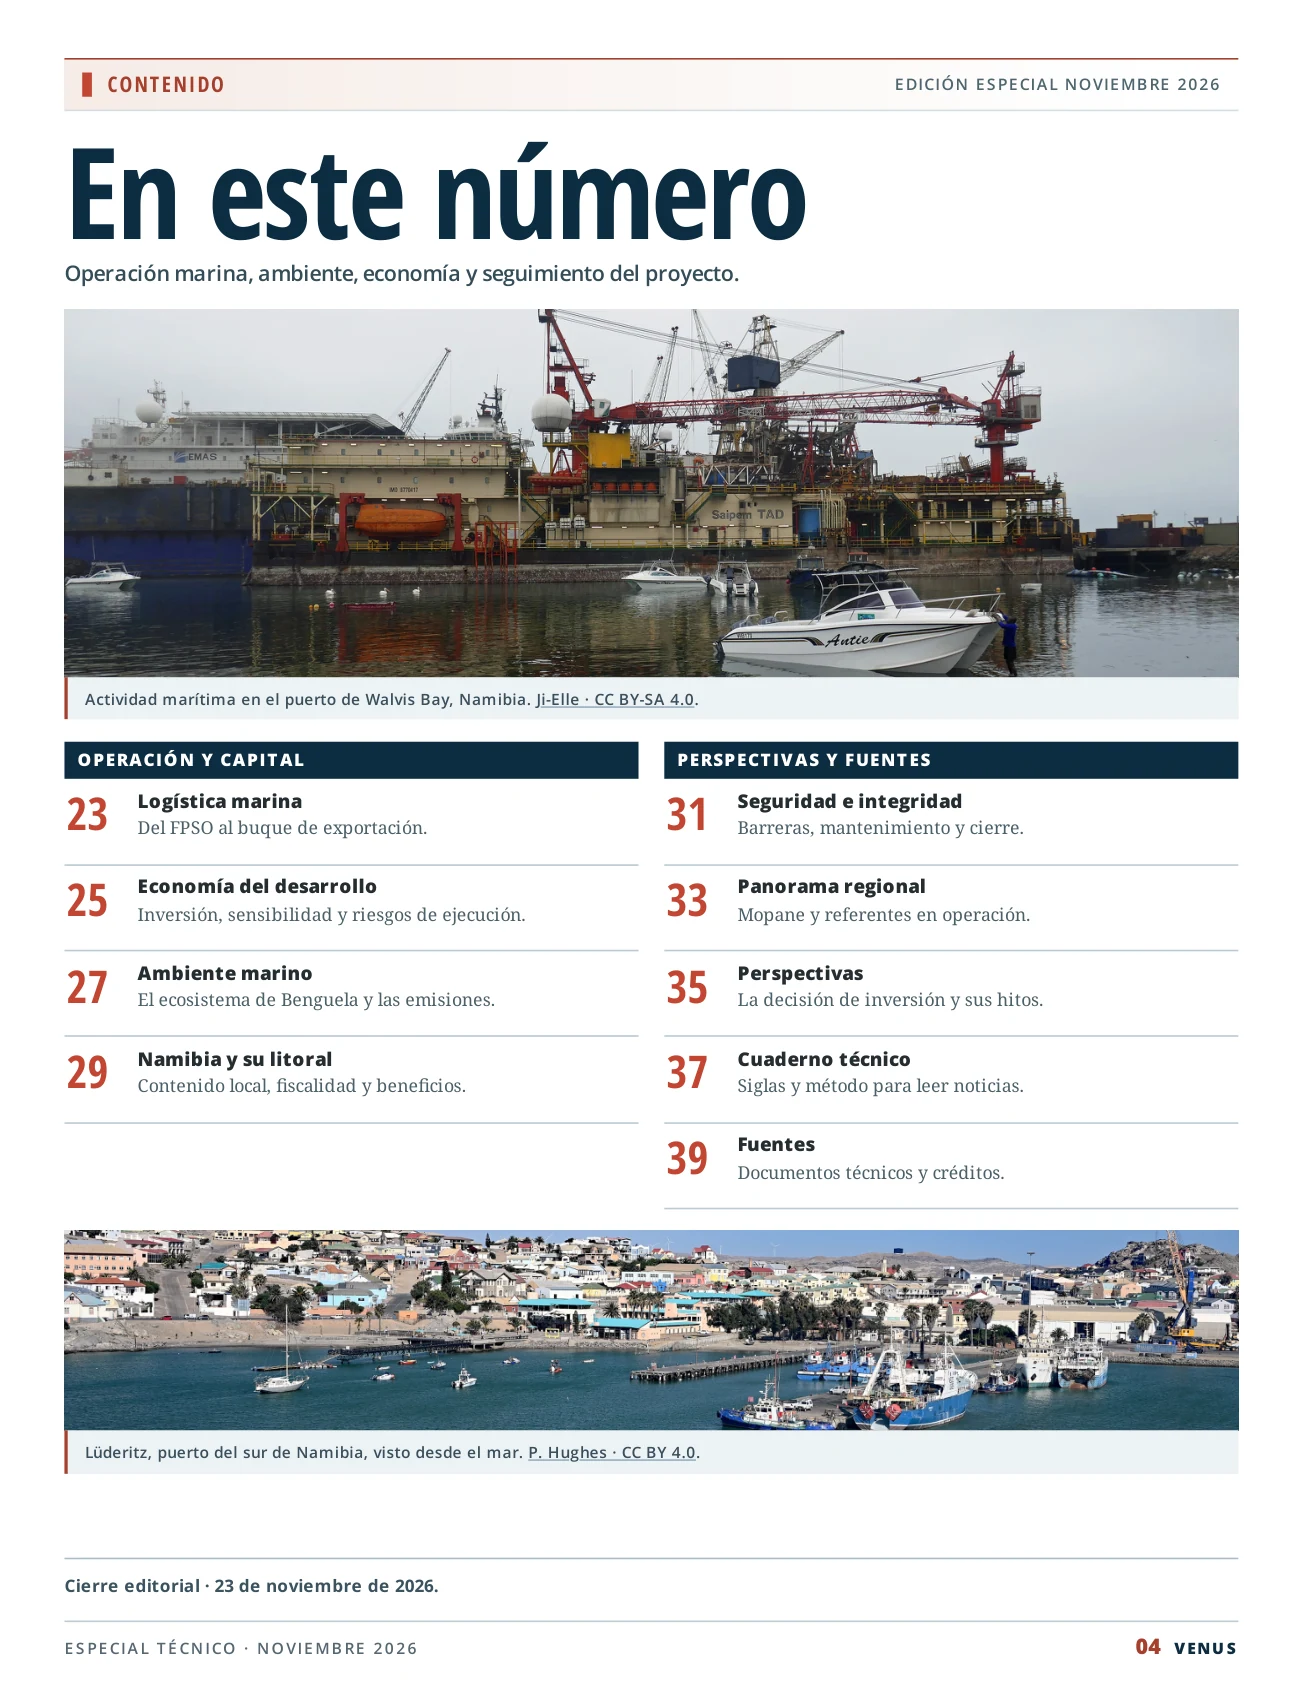 CONTENIDO
EDICIÓN ESPECIAL NOVIEMBRE 2026
En este número
Operación marina, ambiente, economía y seguimiento del proyecto.
EMAS
IMO 8770417
Saipem TAD
Antie
Actividad marítima en el puerto de Walvis Bay, Namibia. Ji-Elle · CC BY-SA 4.0.
OPERACIÓN Y CAPITAL
23 Logística marina
Del FPSO al buque de exportación.
25 Economía del desarrollo
Inversión, sensibilidad y riesgos de ejecución.
27 Ambiente marino
El ecosistema de Benguela y las emisiones.
29 Namibia y su litoral
Contenido local, fiscalidad y beneficios.
PERSPECTIVAS Y FUENTES
31 Seguridad e integridad
Barreras, mantenimiento y cierre.
33 Panorama regional
Mopane y referentes en operación.
35 Perspectivas
La decisión de inversión y sus hitos.
37 Cuaderno técnico
Siglas y método para leer noticias.
39 Fuentes
Documentos técnicos y créditos.
Lüderitz, puerto del sur de Namibia, visto desde el mar. P. Hughes · CC BY 4.0.
Cierre editorial · 23 de noviembre de 2026.
ESPECIAL TÉCNICO · NOVIEMBRE 2026
04 VENUS